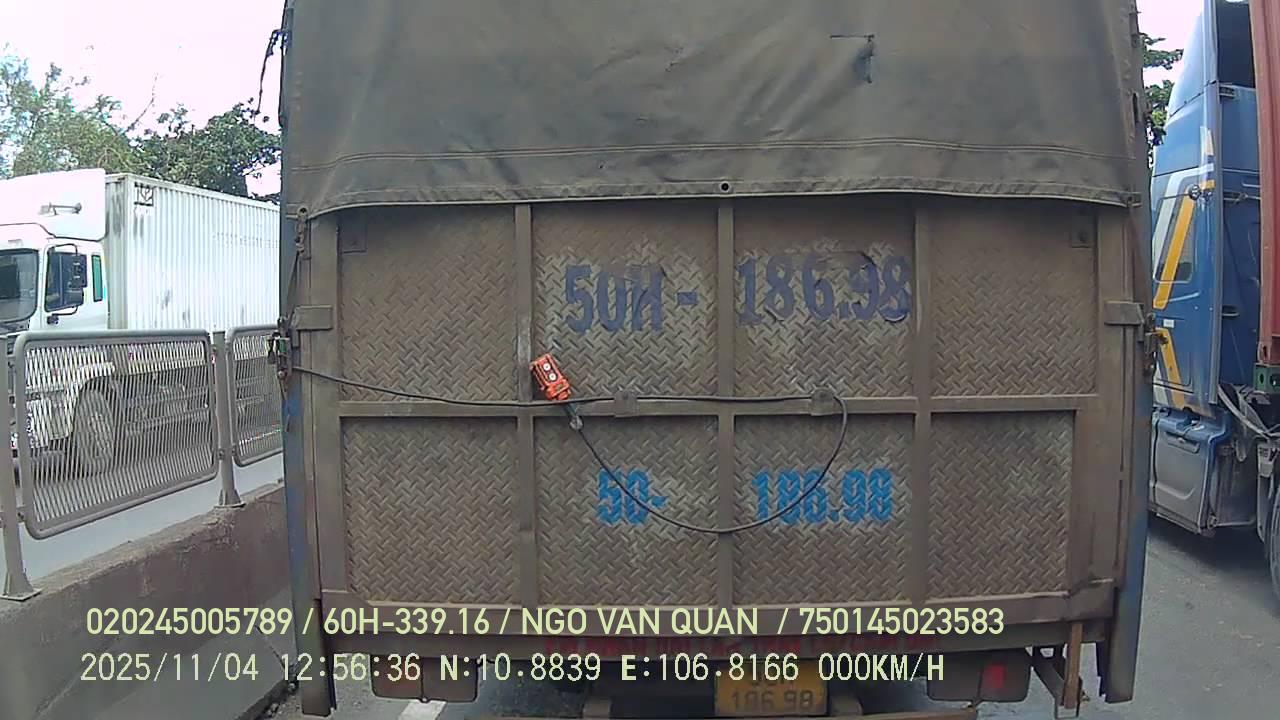 50H- 186.98
50- 186.98
020245005789 / 60H-339.16 / NGO VAN QUAN / 750145023583
2025/11/04 12:56:36 N:10.8839 E:106.8166 000KM/H
186.98